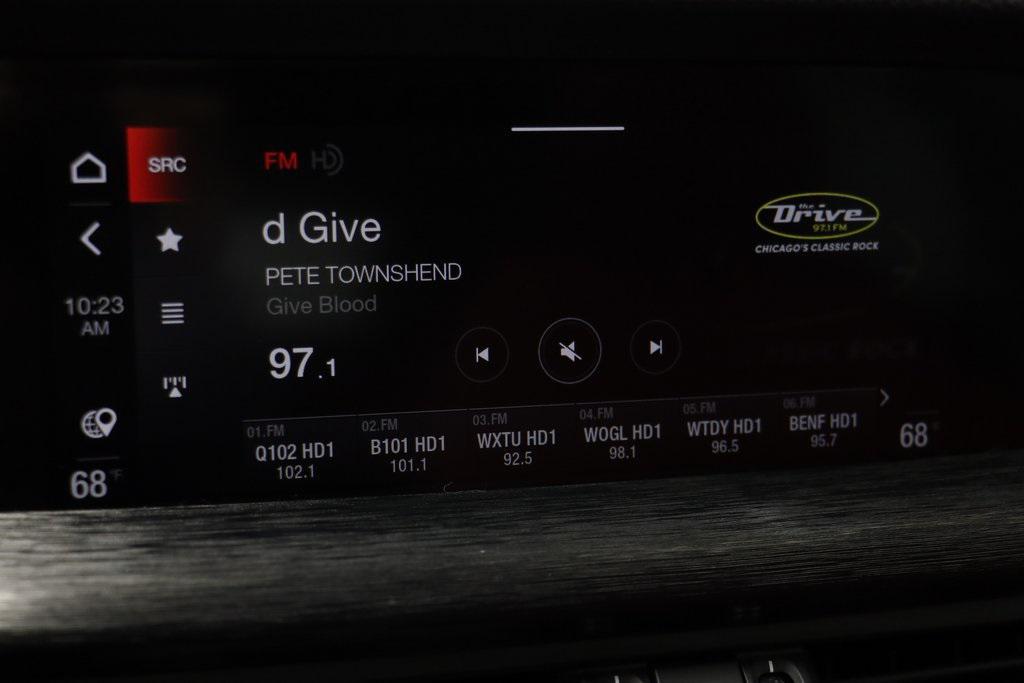 SRC
FM HD
d Give
PETE TOWNSHEND
Give Blood
97.1
the
Drive
97.1 FM
CHICAGO'S CLASSIC ROCK
10:23
AM
01.FM
Q102 HD1
102.1
02.FM
B101 HD1
101.1
03.FM
WXTU HD1
92.5
04.FM
WOGL HD1
98.1
05.FM
WTDY HD1
96.5
06.FM
BENF HD1
95.7
68°F
68